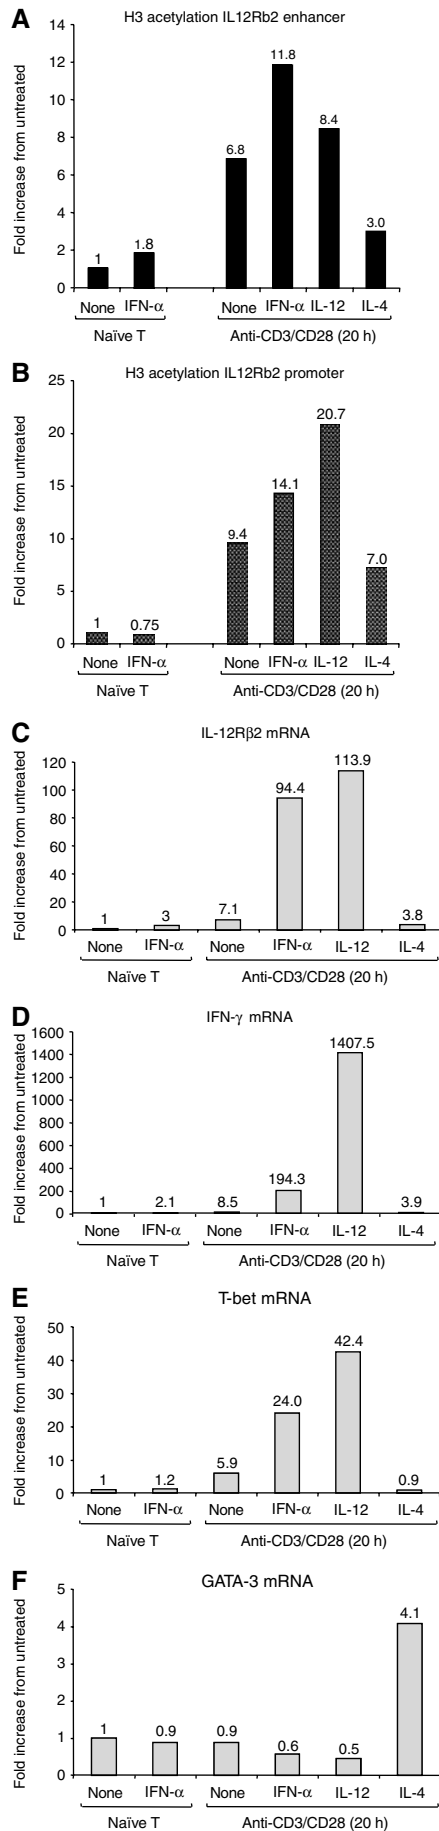 A
H3 acetylation IL12Rb2 enhancer
Fold increase from untreated
14
12
10
8
6
4
2
0
1
1.8
6.8
11.8
8.4
3.0
None IFN-α None IFN-α IL-12 IL-4
Naïve T Anti-CD3/CD28 (20 h)
B
H3 acetylation IL12Rb2 promoter
Fold increase from untreated
25
20
15
10
5
0
1
0.75
9.4
14.1
20.7
7.0
None IFN-α None IFN-α IL-12 IL-4
Naïve T Anti-CD3/CD28 (20 h)
C
IL-12Rβ2 mRNA
Fold increase from untreated
120
100
80
60
40
20
0
1
3
7.1
94.4
113.9
3.8
None IFN-α None IFN-α IL-12 IL-4
Naïve T Anti-CD3/CD28 (20 h)
D
IFN-γ mRNA
Fold increase from untreated
1600
1400
1200
1000
800
600
400
200
0
1
2.1
8.5
194.3
1407.5
3.9
None IFN-α None IFN-α IL-12 IL-4
Naïve T Anti-CD3/CD28 (20 h)
E
T-bet mRNA
Fold increase from untreated
50
40
30
20
10
0
1
1.2
5.9
24.0
42.4
0.9
None IFN-α None IFN-α IL-12 IL-4
Naïve T Anti-CD3/CD28 (20 h)
F
GATA-3 mRNA
Fold increase from untreated
5
4
3
2
1
0
1
0.9
0.9
0.6
0.5
4.1
None IFN-α None IFN-α IL-12 IL-4
Naïve T Anti-CD3/CD28 (20 h)